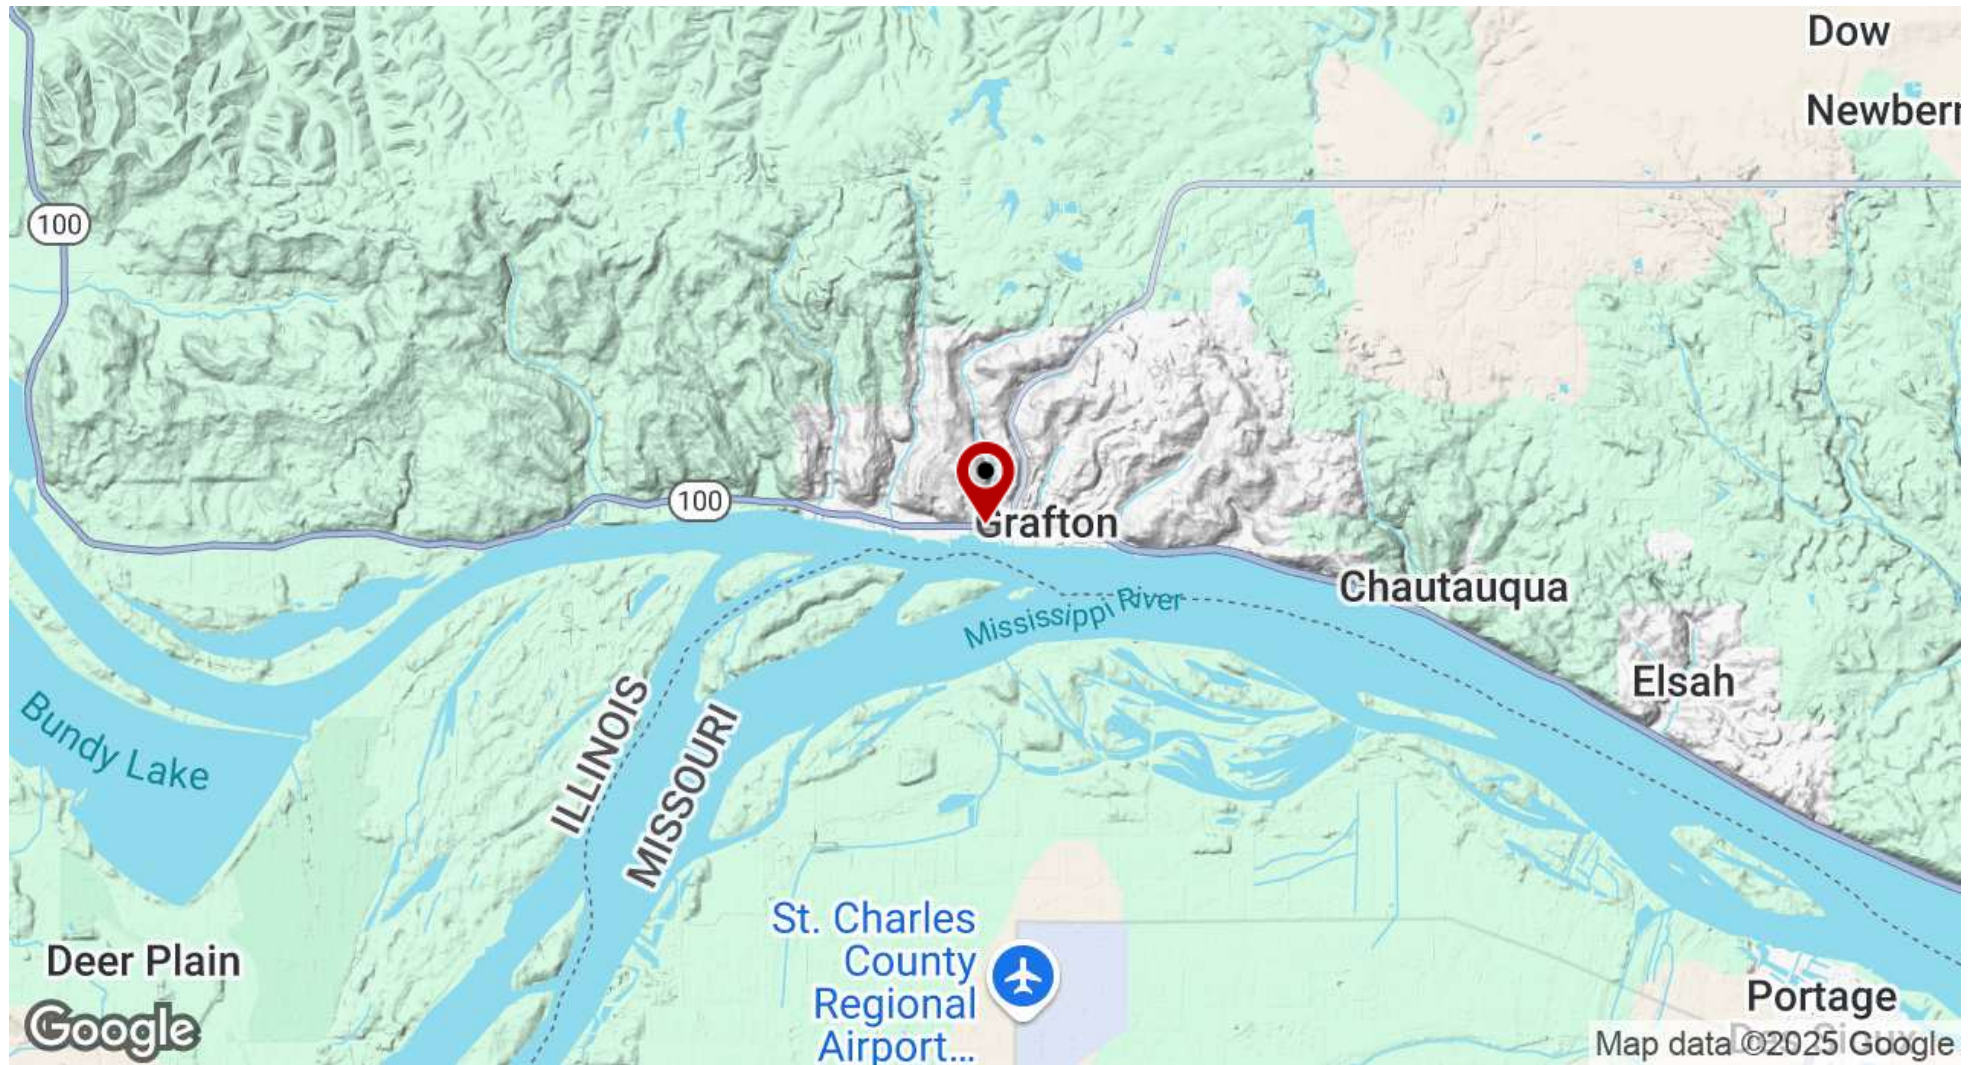 Dow
Newbern
100
100
Grafton
Chautauqua
Mississippi River
Elsah
ILLINOIS
MISSOURI
Bundy Lake
St. Charles
County
Regional
Airport...
Deer Plain
Portage
Google
Map data ©2025 Google